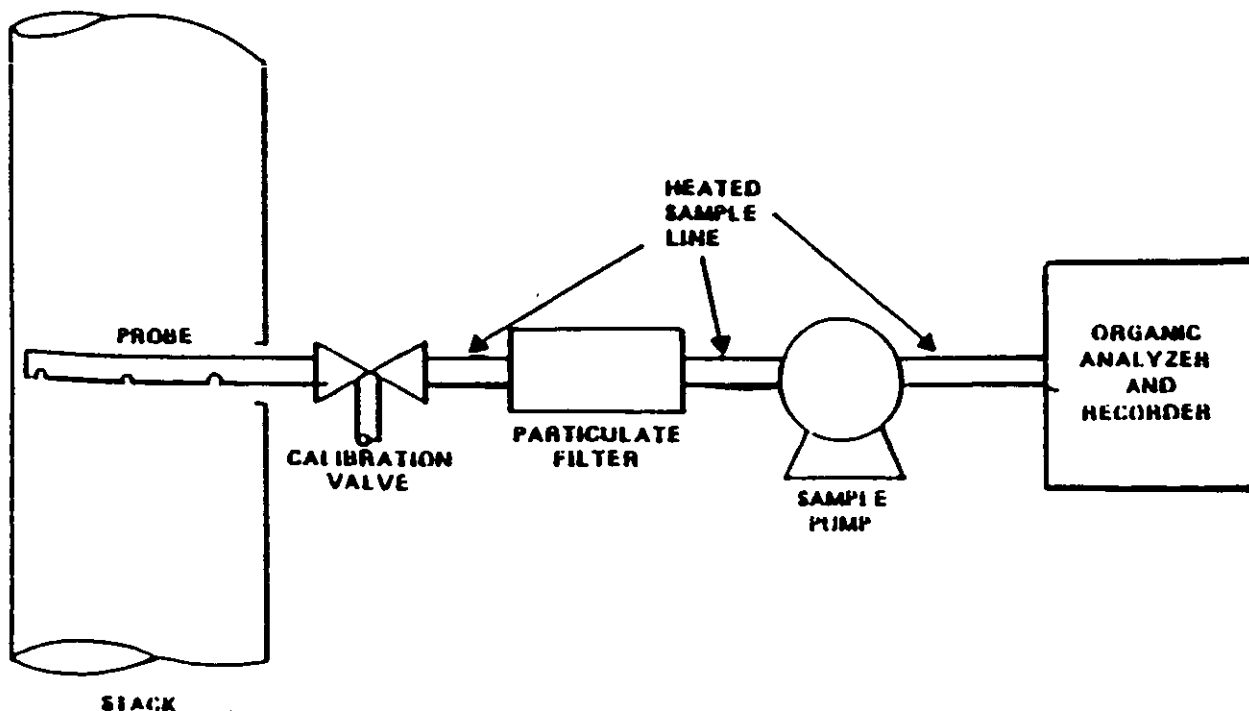 HEATED
SAMPLE
LINE
PROBE
ORGANIC
ANALYZER
AND
RECORDER
PARTICULATE
FILTER
CALIBRATION
VALVE
SAMPLE
PUMP
STACK